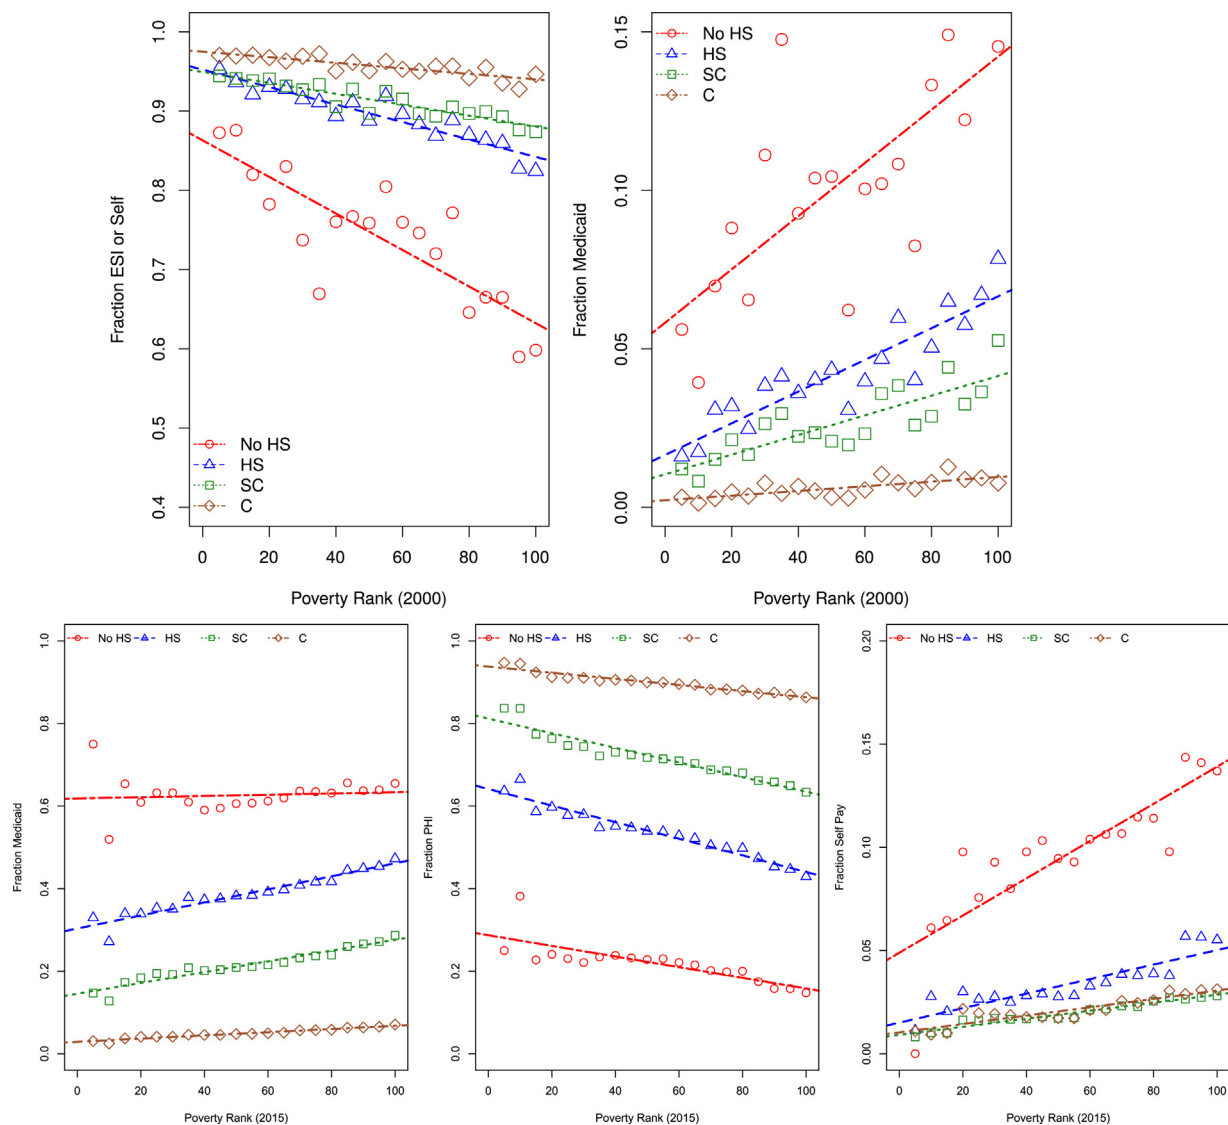 Fraction ESI or Self
1.0
0.9
0.8
0.7
0.6
0.5
0.4
No HS
HS
SC
C
0 20 40 60 80 100
Poverty Rank (2000)
Fraction Medicaid
0.15
0.10
0.05
0.00
No HS
HS
SC
C
0 20 40 60 80 100
Poverty Rank (2000)
Fraction Medicaid
1.0
0.8
0.6
0.4
0.2
0.0
No HS HS SC C
0 20 40 60 80 100
Poverty Rank (2015)
Fraction PHI
1.0
0.8
0.6
0.4
0.2
0.0
No HS HS SC C
0 20 40 60 80 100
Poverty Rank (2015)
Fraction Self Pay
0.20
0.15
0.10
0.05
0.00
No HS HS SC C
0 20 40 60 80 100
Poverty Rank (2015)